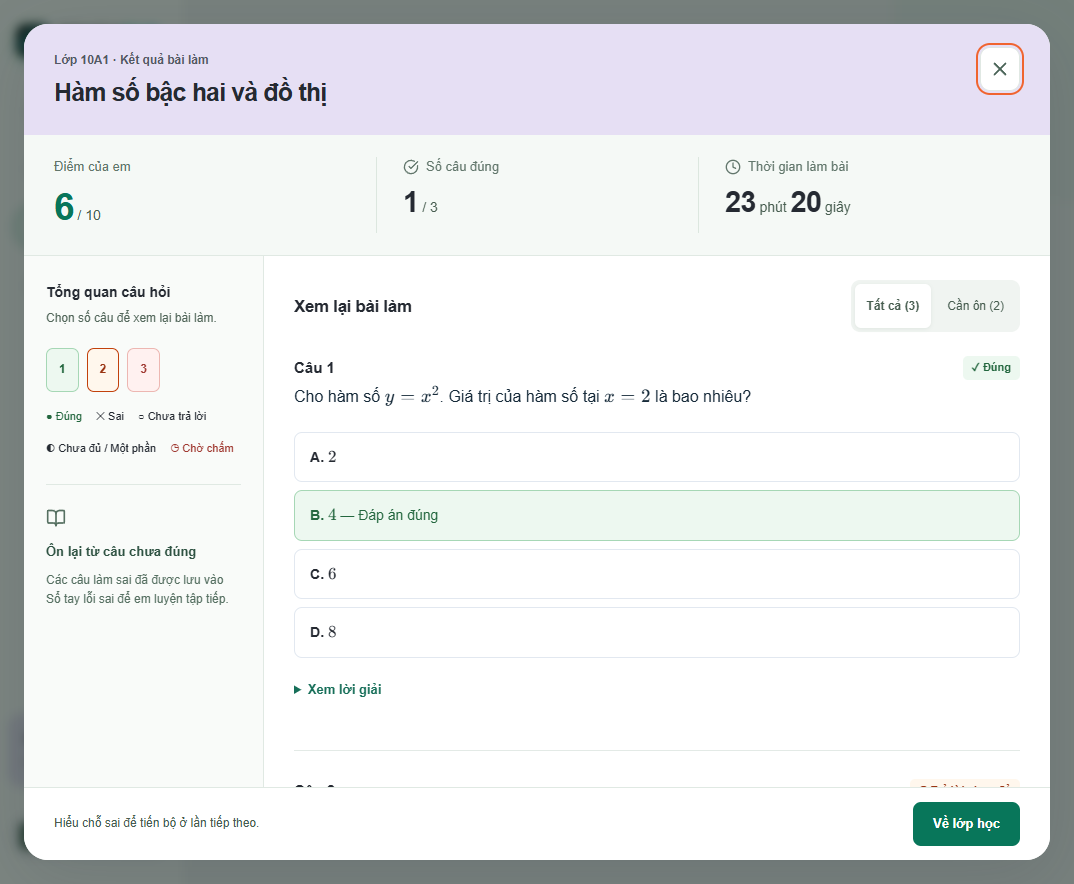 Lớp 10A1 · Kết quả bài làm
Hàm số bậc hai và đồ thị
Điểm của em
6 / 10
Số câu đúng
1 / 3
Thời gian làm bài
23 phút 20 giây
Tổng quan câu hỏi
Chọn số câu để xem lại bài làm.
1 2 3
Đúng Sai Chưa trả lời
Chưa đủ / Một phần Chờ chấm
Ôn lại từ câu chưa đúng
Các câu làm sai đã được lưu vào
Sổ tay lỗi sai để em luyện tập tiếp.
Xem lại bài làm
Tất cả (3) Cần ôn (2)
Câu 1
✓ Đúng
Cho hàm số y = x². Giá trị của hàm số tại x = 2 là bao nhiêu?
A. 2
B. 4 — Đáp án đúng
C. 6
D. 8
Xem lời giải
Hiểu chỗ sai để tiến bộ ở lần tiếp theo.
Về lớp học